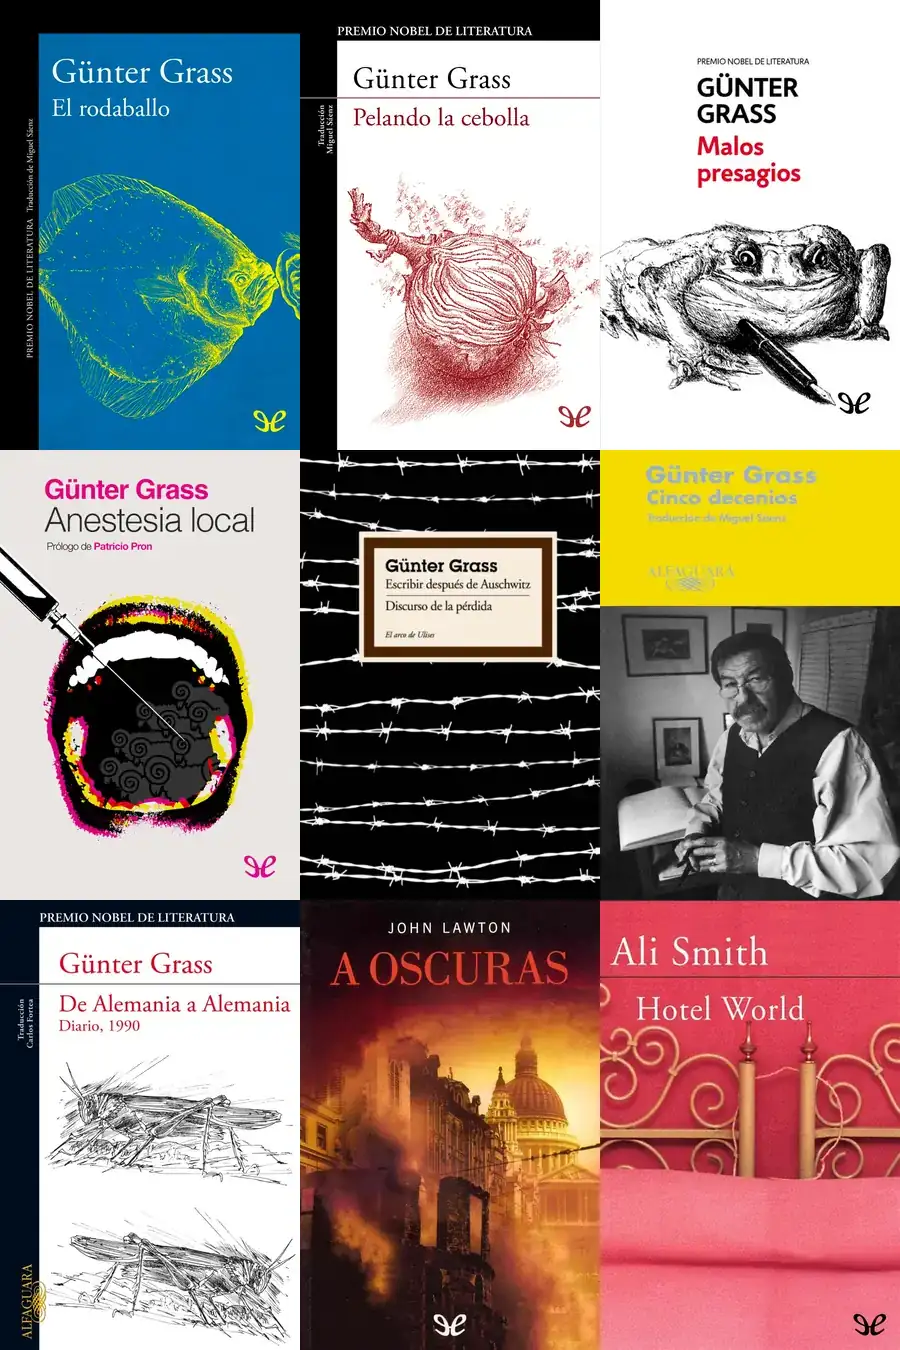 Günter Grass
El rodaballo
PREMIO NOBEL DE LITERATURA Traducción de Miguel Sáenz
PREMIO NOBEL DE LITERATURA
Günter Grass
Traducción
Miguel Sáenz
Pelando la cebolla
PREMIO NOBEL DE LITERATURA
GÜNTER
GRASS
Malos
presagios
Günter Grass
Anestesia local
Prólogo de Patricio Pron
Günter Grass
Escribir después de Auschwitz
Discurso de la pérdida
El arco de Ulises
Günter Grass
Cinco decenios
Traducción de Miguel Sáenz
ALFAGUARA
PREMIO NOBEL DE LITERATURA
Günter Grass
Traducción
Carlos Fortea
De Alemania a Alemania
Diario, 1990
ALFAGUARA
JOHN LAWTON
A OSCURAS
Ali Smith
Hotel World